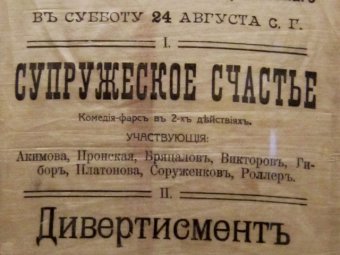 ВЪ СУББОТУ 24 АВГУСТА С. Г.
I.
СУПРУЖЕСКОЕ СЧАСТЬЕ
Комедія-фарсъ въ 2-хъ дѣйствіяхъ.
УЧАСТВУЮЩІЯ:
Акимова, Пронская, Бряцаловъ, Викторовъ, Ги-
боръ, Платонова, Соруженковъ, Роллеръ.
II.
Дивертисментъ